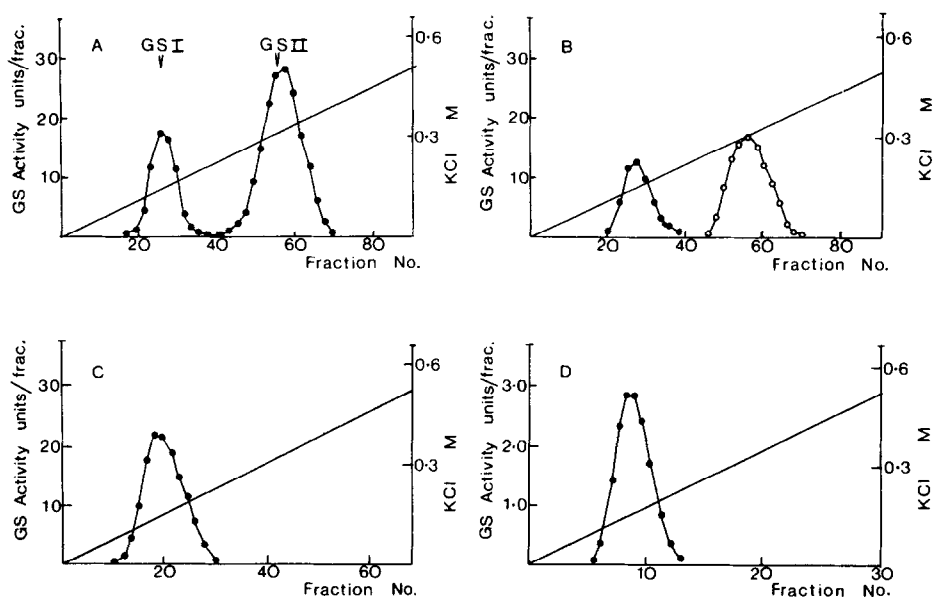 A
GS I
GS II
GS Activity units/frac.
30
20
10
0·6
0·3
KCl M
20 40 60 80
Fraction No.
B
GS Activity units/frac.
30
20
10
0·6
0·3
KCl M
20 40 60 80
Fraction No.
C
GS Activity units/frac.
30
20
10
0·6
0·3
KCl M
20 40 60
Fraction No.
D
GS Activity units/frac.
3·0
2·0
1·0
0·6
0·3
KCl M
10 20 30
Fraction No.